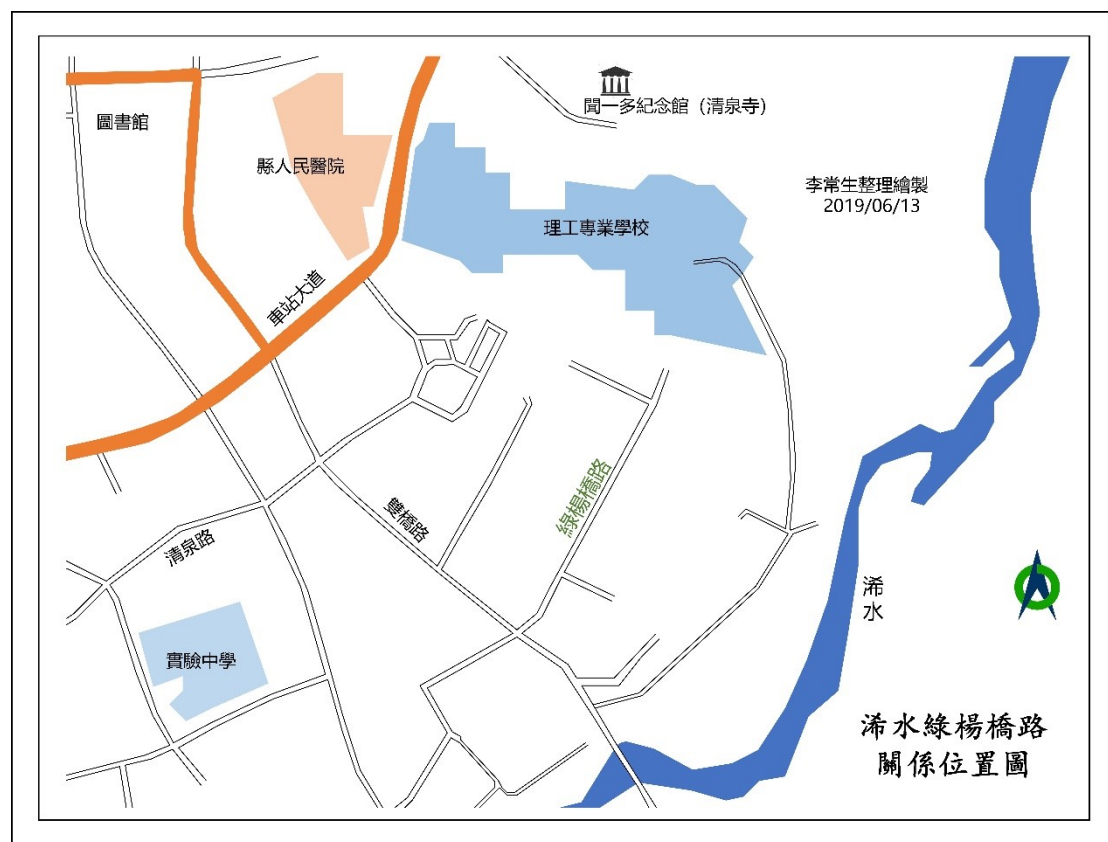 聞一多紀念館（清泉寺）
圖書館
縣人民醫院
李常生整理繪製
2019/06/13
理工專業學校
車站大道
綠楊橋路
雙橋路
清泉路
浠水
實驗中學
浠水綠楊橋路
關係位置圖